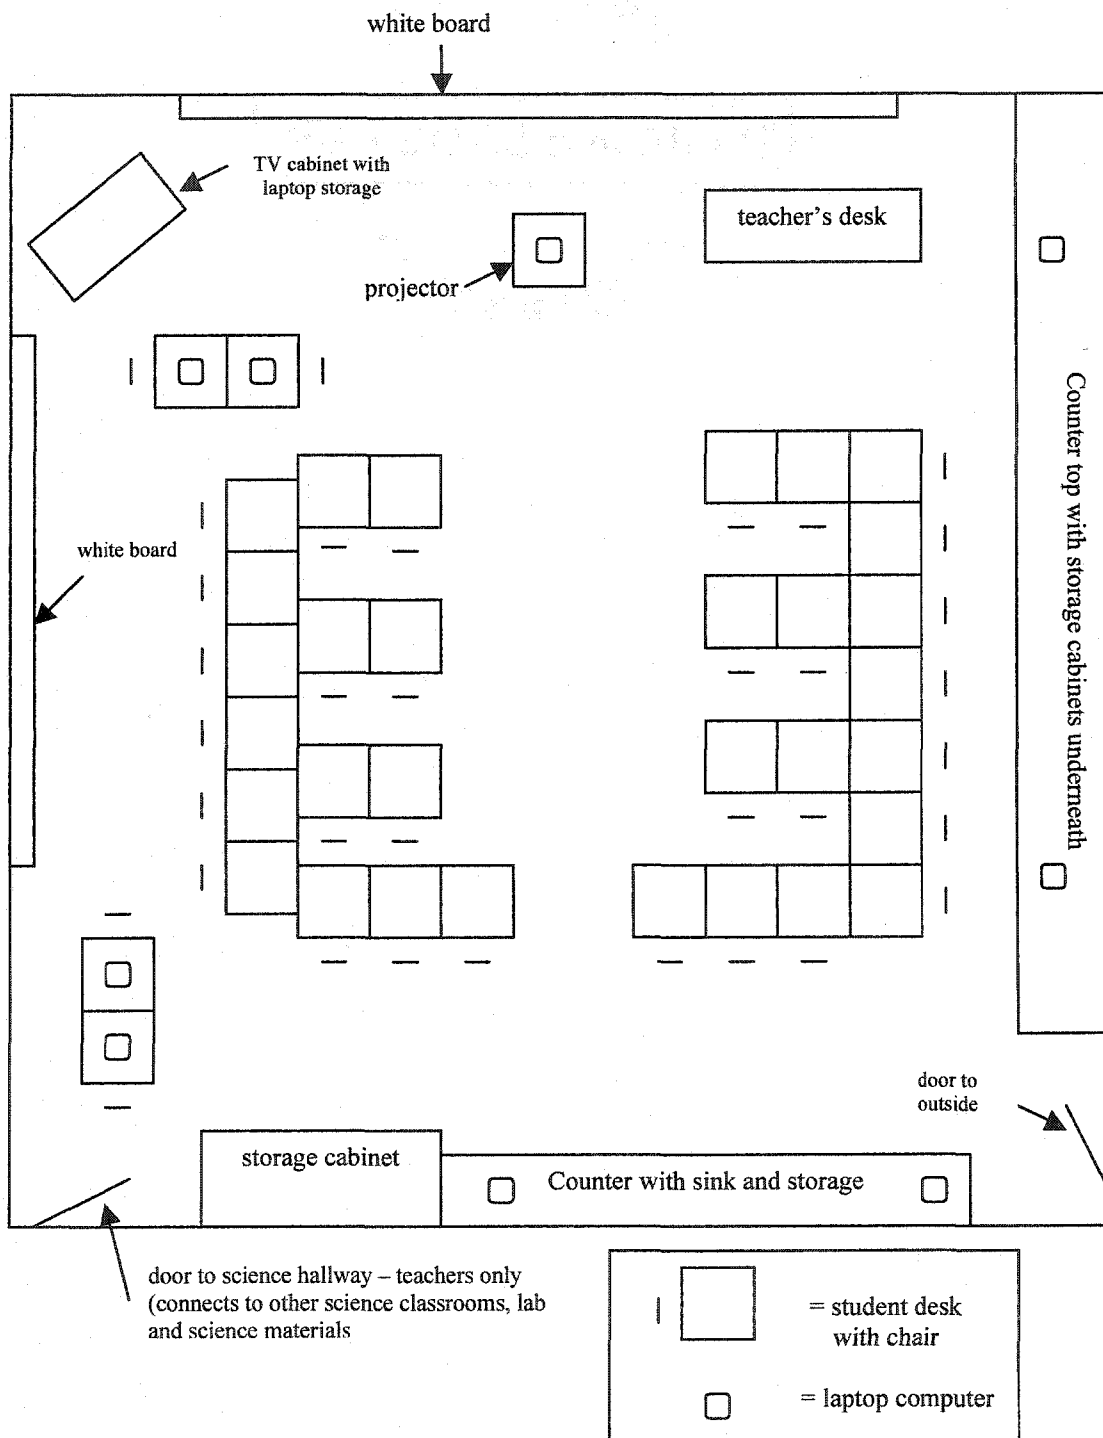 white board
TV cabinet with
laptop storage
teacher's desk
projector
Counter top with storage cabinets underneath
white board
door to
outside
storage cabinet
Counter with sink and storage
door to science hallway – teachers only
(connects to other science classrooms, lab
and science materials
= student desk
with chair
= laptop computer